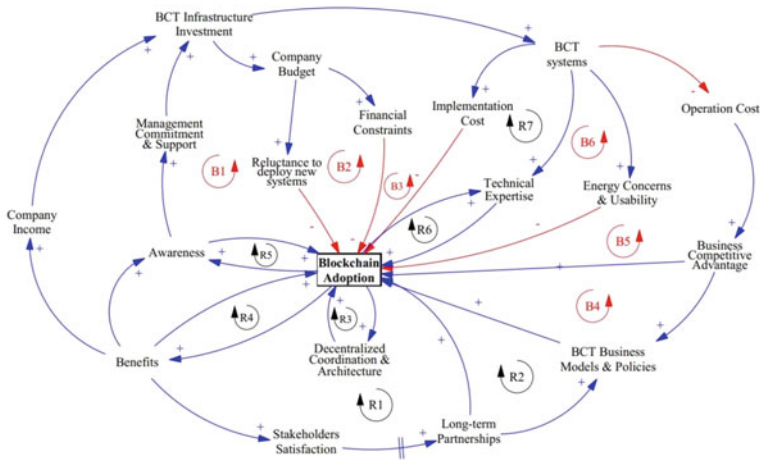 BCT Infrastructure
Investment
Company
Budget
BCT
systems
Management
Commitment
& Support
Financial
Constraints
Implementation
Cost
R7
Operation Cost
B1
Reluctance to
deploy new
systems
B2
B3
B6
Technical
Expertise
Energy Concerns
& Usability
Company
Income
Awareness
R5
R6
B5
Business
Competitive
Advantage
Blockchain
Adoption
R4
R3
B4
Benefits
Decentralized
Coordination &
Architecture
R2
BCT Business
Models & Policies
R1
Stakeholders
Satisfaction
Long-term
Partnerships